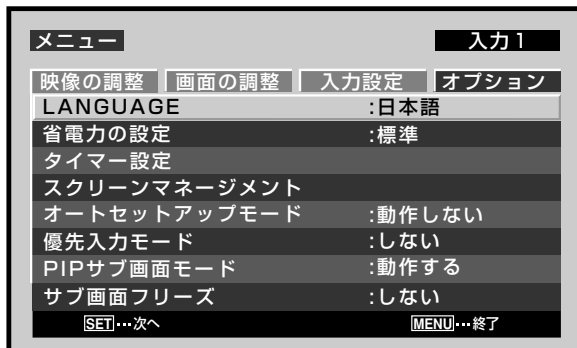 メニュー 入力1
映像の調整 画面の調整 入力設定 オプション
LANGUAGE :日本語
省電力の設定 :標準
タイマー設定
スクリーンマネージメント
オートセットアップモード :動作しない
優先入力モード :しない
PIPサブ画面モード :動作する
サブ画面フリーズ :しない
SET…次へ MENU…終了